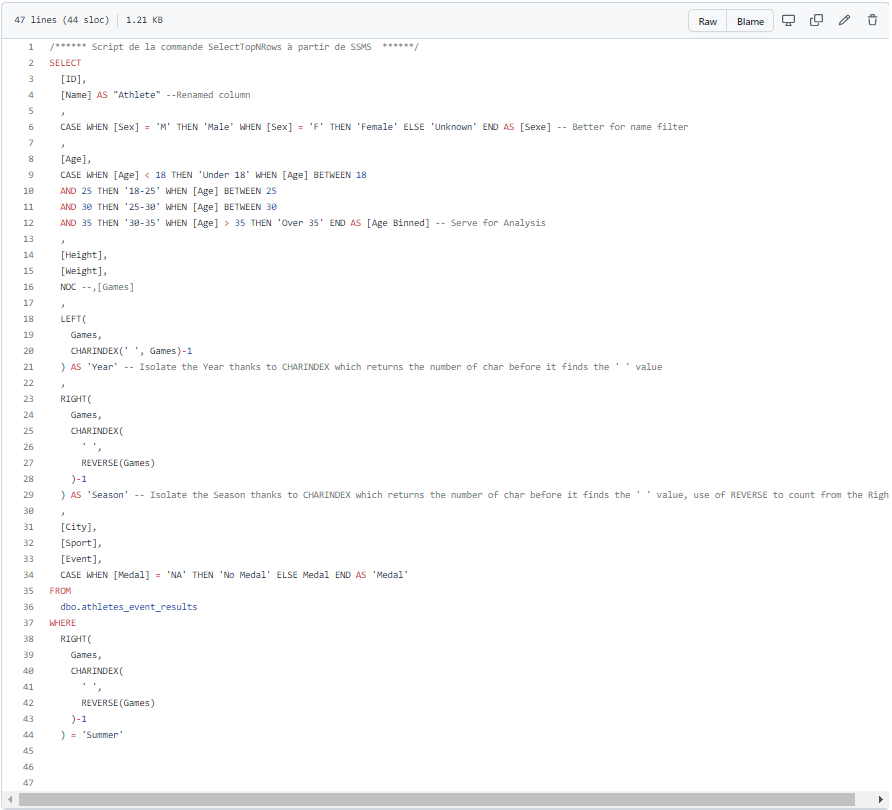 47 lines (44 sloc) 1.21 KB Raw Blame
1 /****** Script de la commande SelectTopNRows à partir de SSMS ******/
2 SELECT
3 [ID],
4 [Name] AS "Athlete" --Renamed column
5 ,
6 CASE WHEN [Sex] = 'M' THEN 'Male' WHEN [Sex] = 'F' THEN 'Female' ELSE 'Unknown' END AS [Sexe] -- Better for name filter
7 ,
8 [Age],
9 CASE WHEN [Age] < 18 THEN 'Under 18' WHEN [Age] BETWEEN 18
10 AND 25 THEN '18-25' WHEN [Age] BETWEEN 25
11 AND 30 THEN '25-30' WHEN [Age] BETWEEN 30
12 AND 35 THEN '30-35' WHEN [Age] > 35 THEN 'Over 35' END AS [Age Binned] -- Serve for Analysis
13 ,
14 [Height],
15 [Weight],
16 NOC --,[Games]
17 ,
18 LEFT(
19 Games,
20 CHARINDEX(' ', Games)-1
21 ) AS 'Year' -- Isolate the Year thanks to CHARINDEX which returns the number of char before it finds the ' ' value
22 ,
23 RIGHT(
24 Games,
25 CHARINDEX(
26 ' ',
27 REVERSE(Games)
28 )-1
29 ) AS 'Season' -- Isolate the Season thanks to CHARINDEX which returns the number of char before it finds the ' ' value, use of REVERSE to count from the Righ
30 ,
31 [City],
32 [Sport],
33 [Event],
34 CASE WHEN [Medal] = 'NA' THEN 'No Medal' ELSE Medal END AS 'Medal'
35 FROM
36 dbo.athletes_event_results
37 WHERE
38 RIGHT(
39 Games,
40 CHARINDEX(
41 ' ',
42 REVERSE(Games)
43 )-1
44 ) = 'Summer'
45
46
47